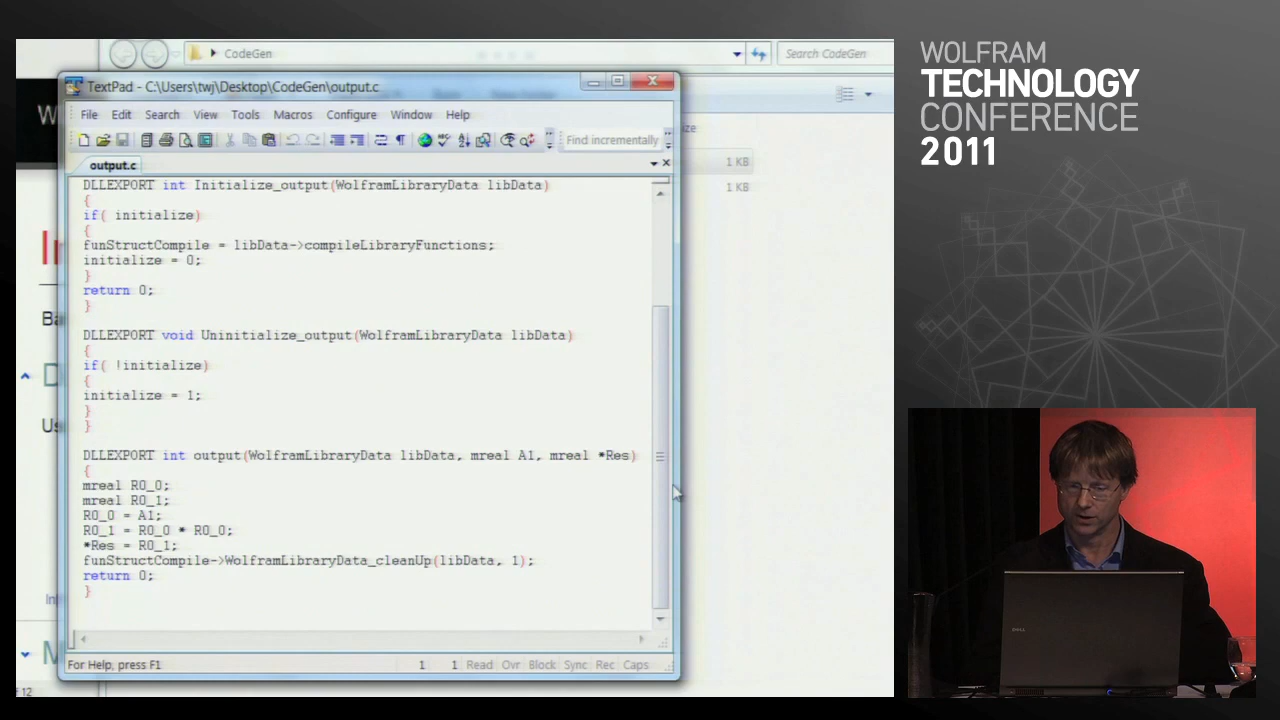 WOLFRAM
TECHNOLOGY
CONFERENCE
2011
CodeGen
Search CodeGen
TextPad - C:\Users\twj\Desktop\CodeGen\output.c
File Edit Search View Tools Macros Configure Window Help
Find incrementally
output.c
1 KB
1 KB
DLLEXPORT int Initialize_output(WolframLibraryData libData)
{
if( initialize)
{
funStructCompile = libData->compileLibraryFunctions;
initialize = 0;
}
return 0;
}
DLLEXPORT void Uninitialize_output(WolframLibraryData libData)
{
if( !initialize)
{
initialize = 1;
}
}
DLLEXPORT int output(WolframLibraryData libData, mreal A1, mreal *Res)
{
mreal R0_0;
mreal R0_1;
R0_0 = A1;
R0_1 = R0_0 * R0_0;
*Res = R0_1;
funStructCompile->WolframLibraryData_cleanUp(libData, 1);
return 0;
}
For Help, press F1
1 1 Read Ovr Block Sync Rec Caps
DELL